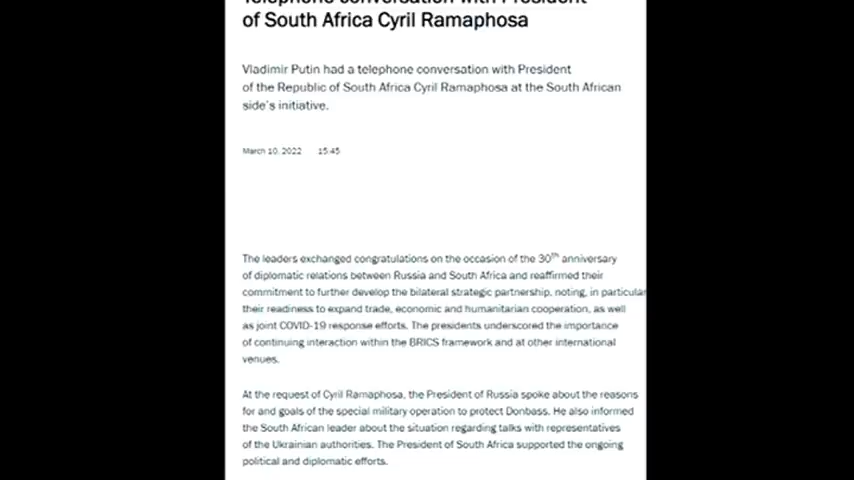 Telephone conversation with President
of South Africa Cyril Ramaphosa
Vladimir Putin had a telephone conversation with President
of the Republic of South Africa Cyril Ramaphosa at the South African
side's initiative.
March 10, 2022 15:45
The leaders exchanged congratulations on the occasion of the 30th anniversary
of diplomatic relations between Russia and South Africa and reaffirmed their
commitment to further develop the bilateral strategic partnership, noting, in particular
their readiness to expand trade, economic and humanitarian cooperation, as well
as joint COVID-19 response efforts. The presidents underscored the importance
of continuing interaction within the BRICS framework and at other international
venues.
At the request of Cyril Ramaphosa, the President of Russia spoke about the reasons
for and goals of the special military operation to protect Donbass. He also informed
the South African leader about the situation regarding talks with representatives
of the Ukrainian authorities. The President of South Africa supported the ongoing
political and diplomatic efforts.